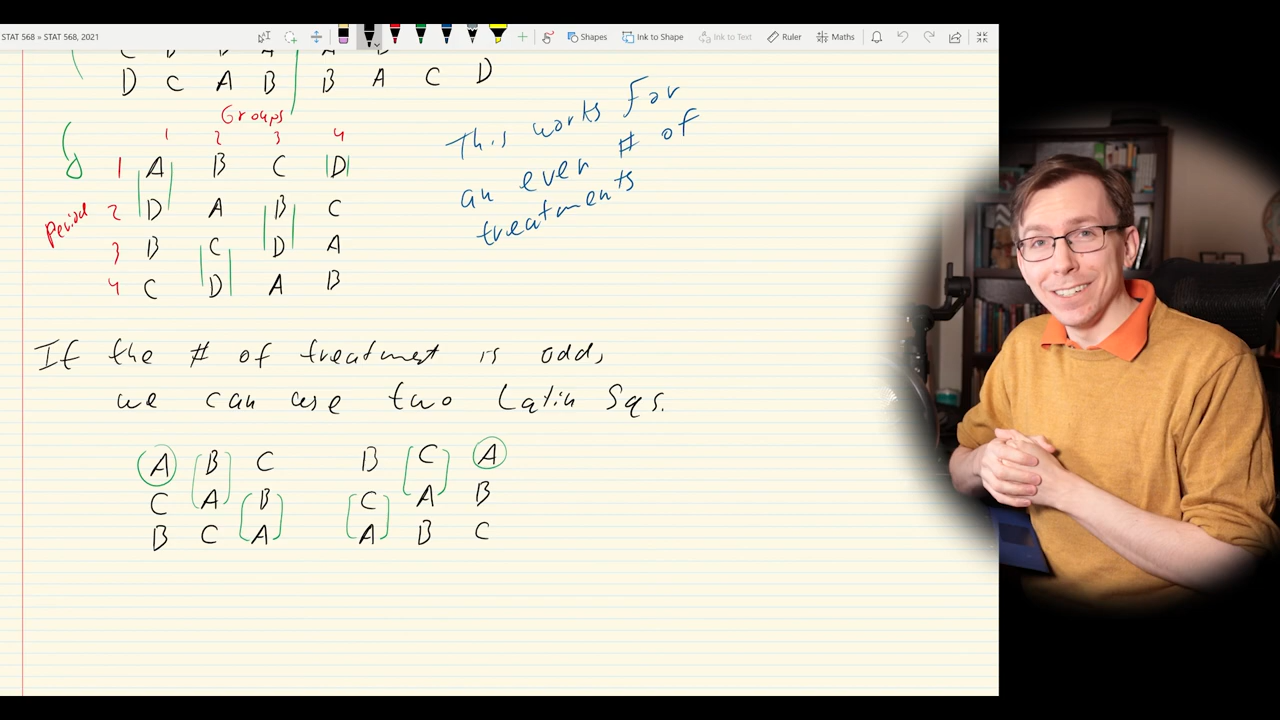 STAT 568 » STAT 568, 2021
Shapes Ink to Shape Ink to Text Ruler Maths
D C A B B A C D
Groups
1 2 3 4
Period
1 A B C D
2 D A B C
3 B C D A
4 C D A B
This works for
an even # of
treatments
If the # of treatmest is odd,
we can use two Latin Sqs.
A B C B C A
C A B C A B
B C A A B C